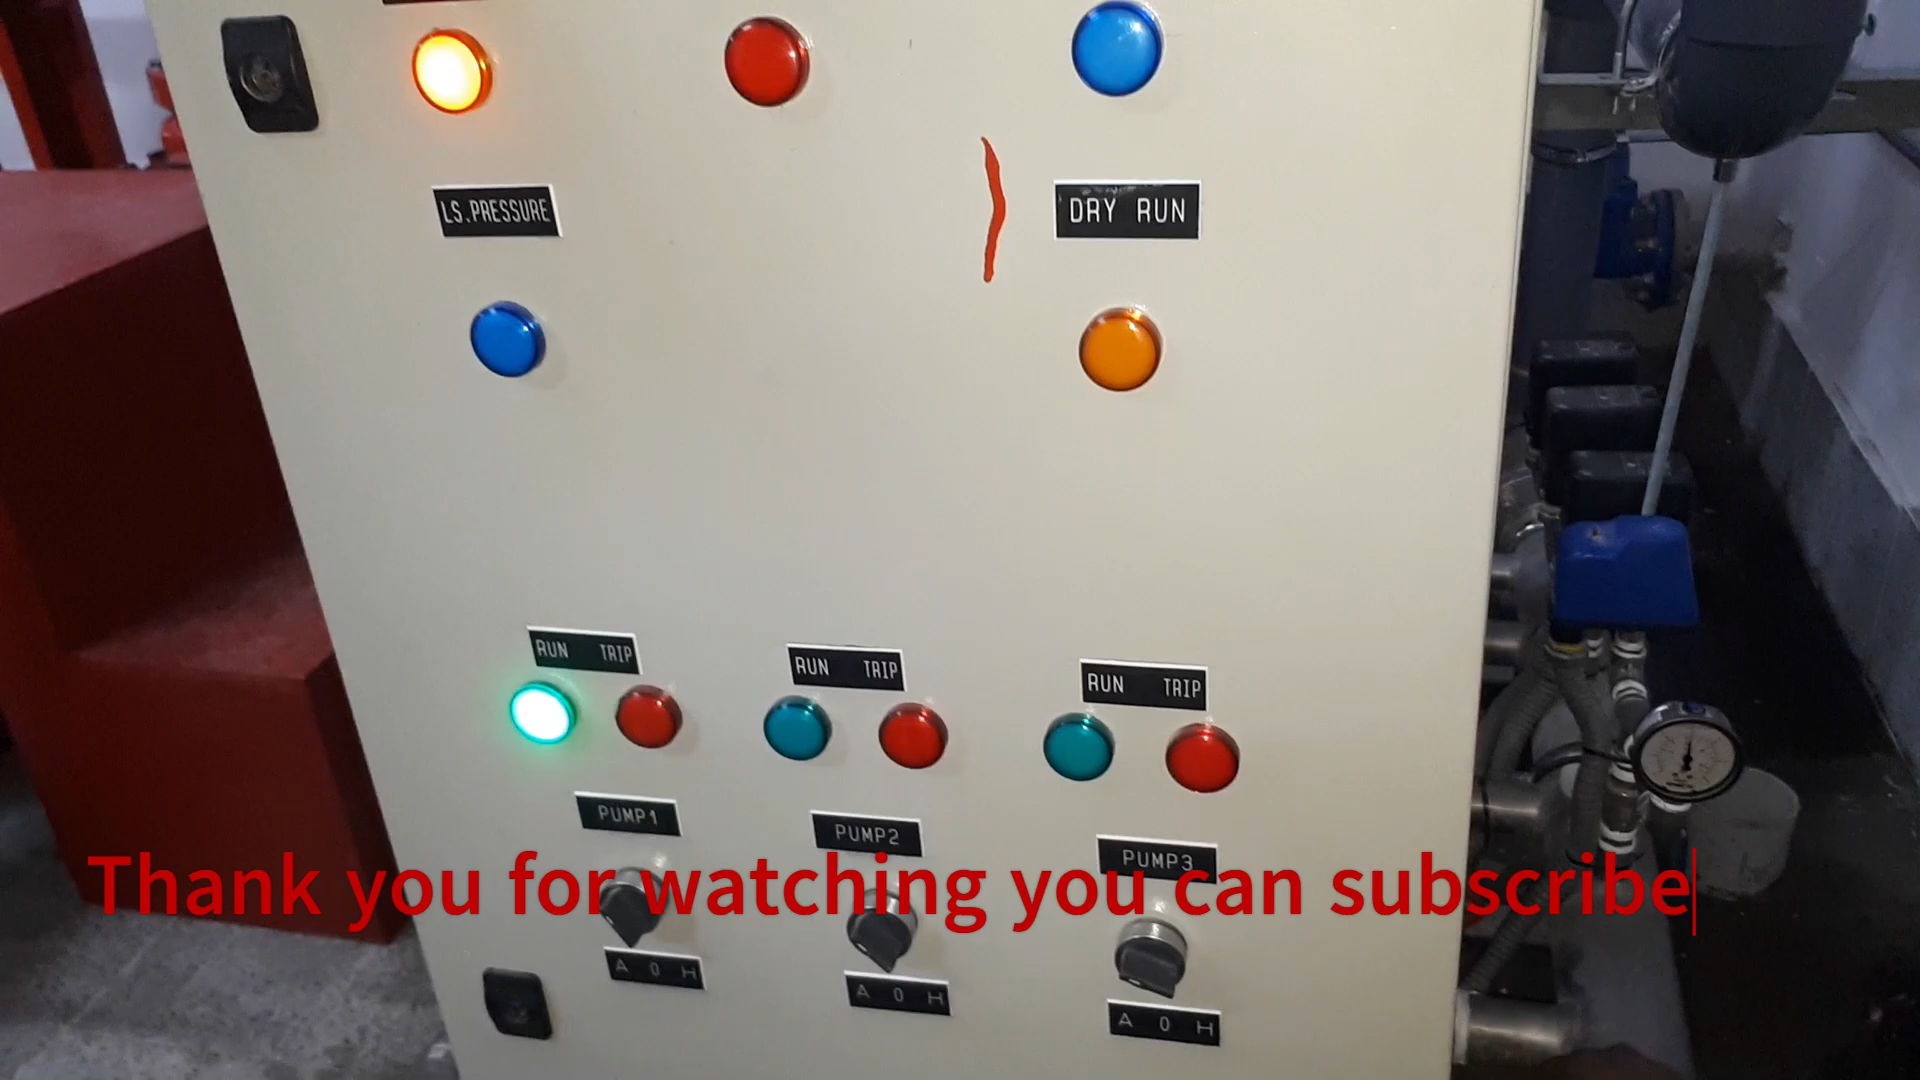 LS.PRESSURE
DRY RUN
RUN TRIP
RUN TRIP
RUN TRIP
PUMP1
PUMP2
PUMP3
Thank you for watching you can subscribe
A 0 H
A 0 H
A 0 H